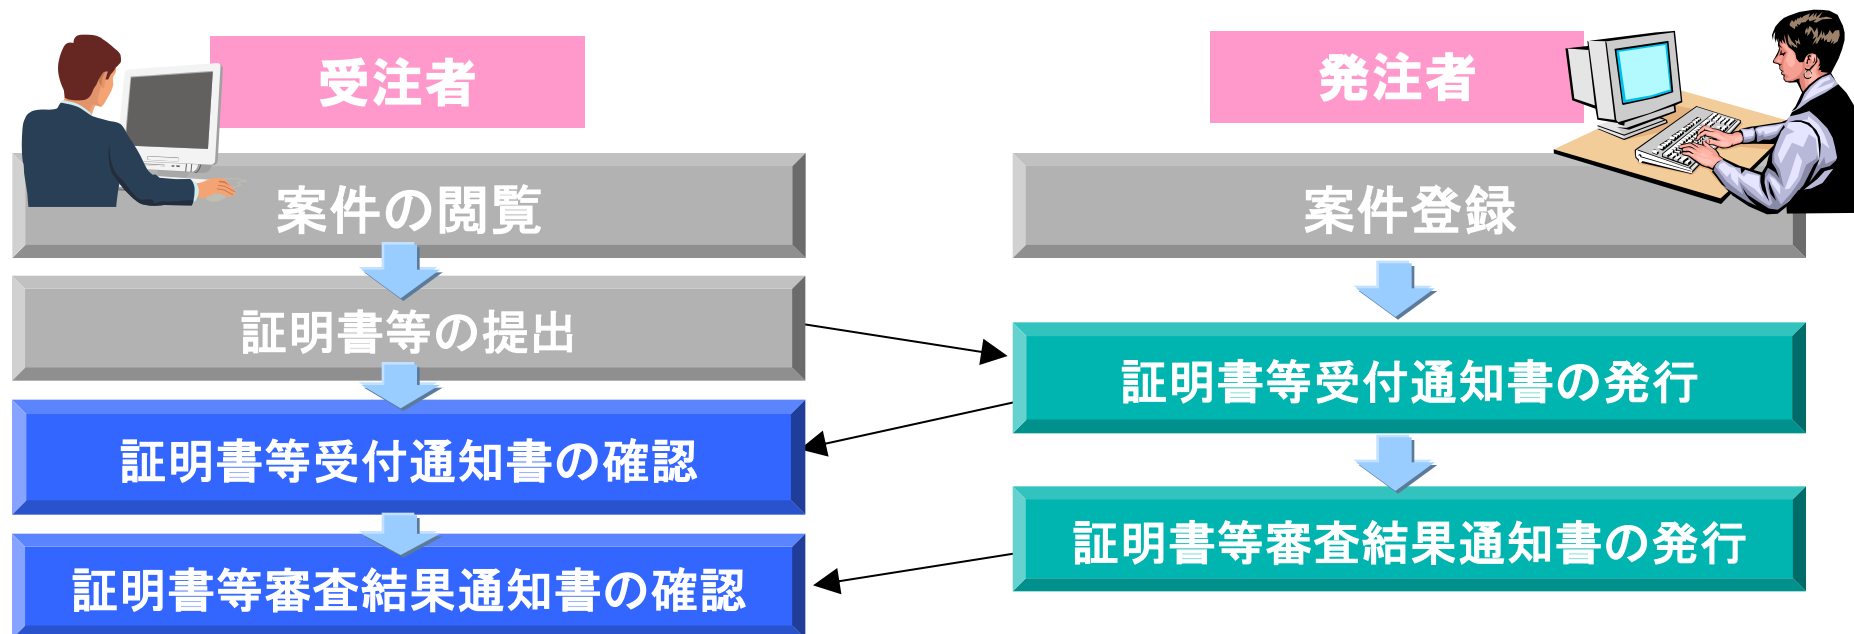 受注者
案件の閲覧
証明書等の提出
証明書等受付通知書の確認
証明書等審査結果通知書の確認
発注者
案件登録
証明書等受付通知書の発行
証明書等審査結果通知書の発行